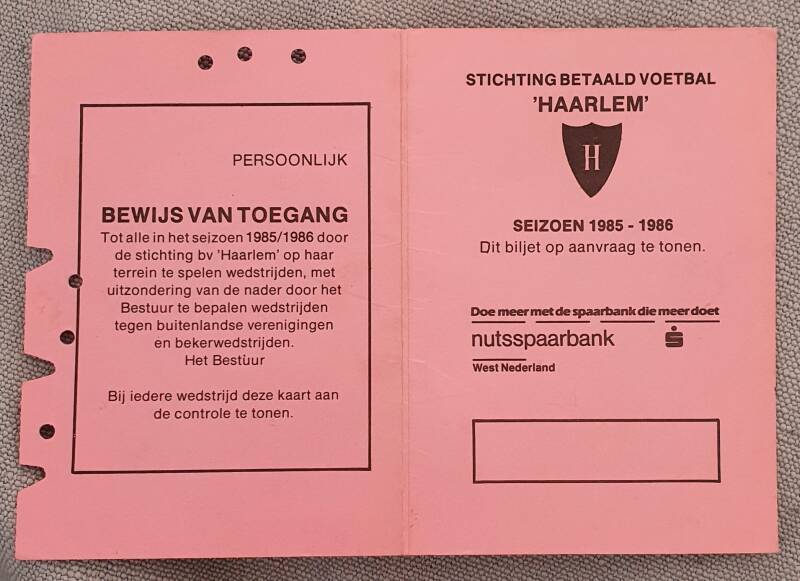 PERSOONLIJK
BEWIJS VAN TOEGANG
Tot alle in het seizoen 1985/1986 door
de stichting bv 'Haarlem' op haar
terrein te spelen wedstrijden, met
uitzondering van de nader door het
Bestuur te bepalen wedstrijden
tegen buitenlandse verenigingen
en bekerwedstrijden.
Het Bestuur
Bij iedere wedstrijd deze kaart aan
de controle te tonen.
STICHTING BETAALD VOETBAL
'HAARLEM'
H
SEIZOEN 1985 - 1986
Dit biljet op aanvraag te tonen.
Doe meer met de spaarbank die meer doet
nutsspaarbank
West Nederland